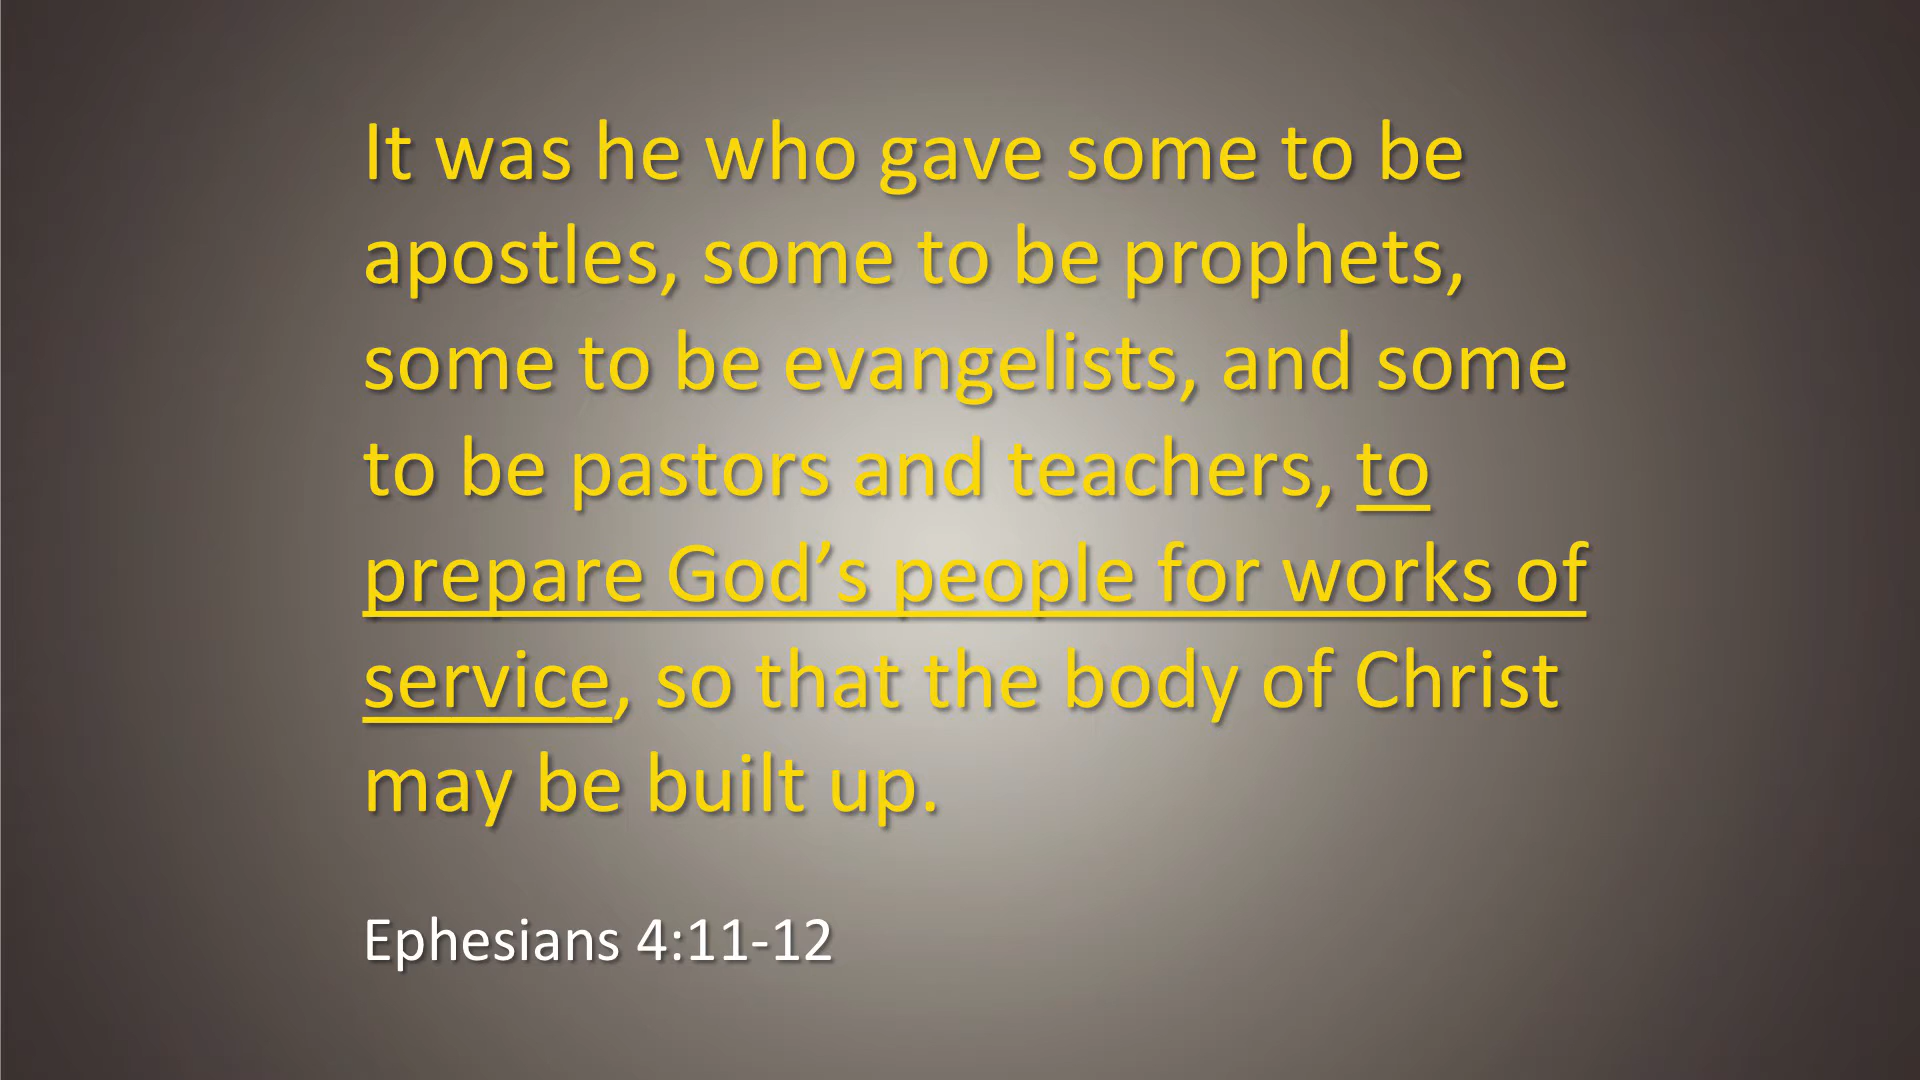 It was he who gave some to be
apostles, some to be prophets,
some to be evangelists, and some
to be pastors and teachers, to
prepare God’s people for works of
service, so that the body of Christ
may be built up.
Ephesians 4:11-12